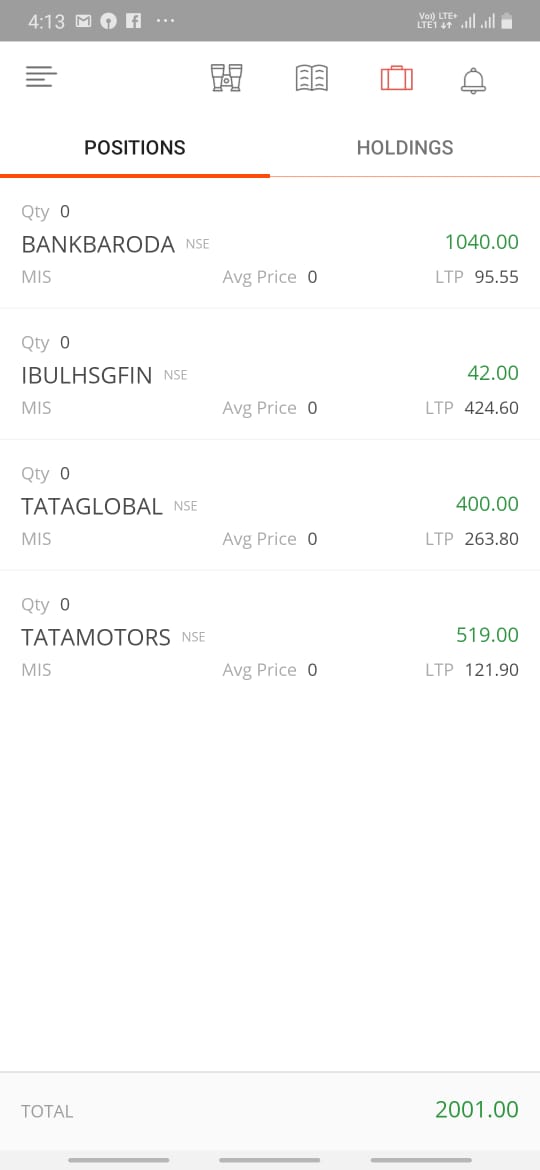 4:13
Vo) LTE+
LTE1
POSITIONS HOLDINGS
Qty 0
BANKBARODA NSE 1040.00
MIS Avg Price 0 LTP 95.55
Qty 0
IBULHSGFIN NSE 42.00
MIS Avg Price 0 LTP 424.60
Qty 0
TATAGLOBAL NSE 400.00
MIS Avg Price 0 LTP 263.80
Qty 0
TATAMOTORS NSE 519.00
MIS Avg Price 0 LTP 121.90
TOTAL 2001.00